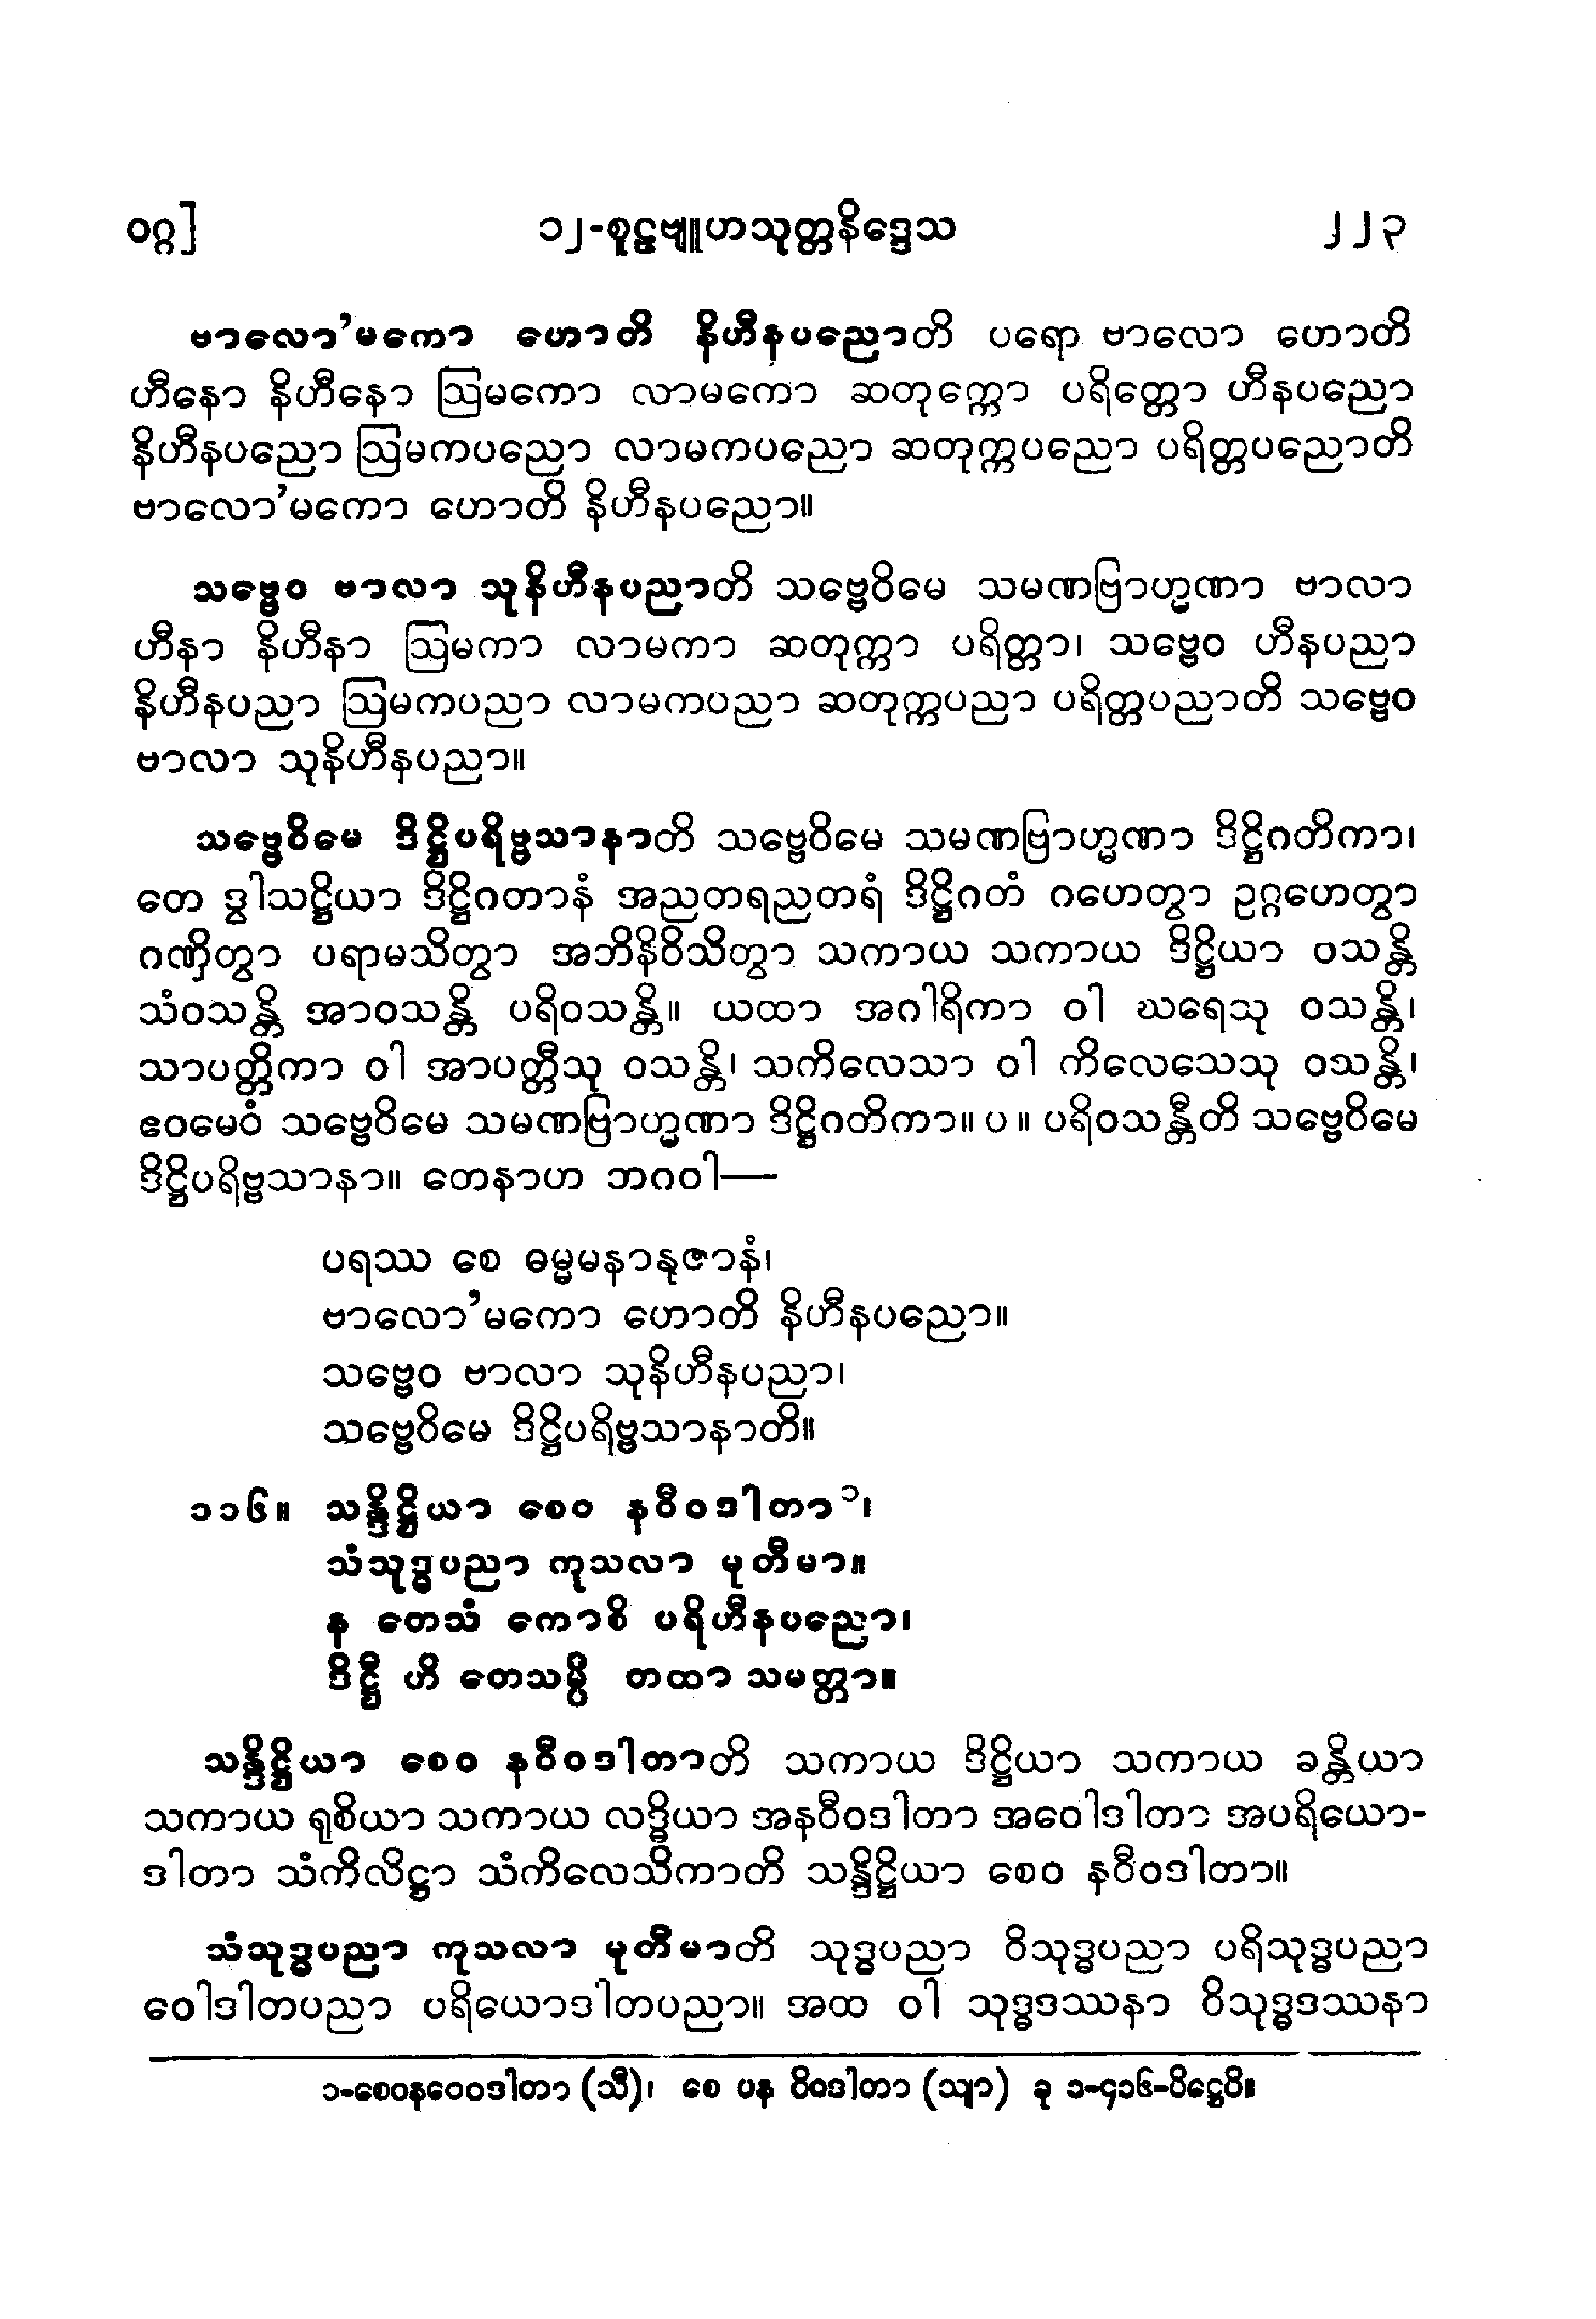 ဝဂ္ဂ] ၁၂-စူဠဗျူဟသုတ္တနိဒ္ဒေသ ၂၂၃
ဗာလော’မကော ဟောတိ နိဟီနပညောတိ ပရော ဗာလော ဟောတိ
ဟီနော နိဟီနော ဩမကော လာမကော ဆတုက္ကော ပရိတ္တော ဟီနပညော
နိဟီနပညော ဩမကပညော လာမကပညော ဆတုက္ကပညော ပရိတ္တပညောတိ
ဗာလော’မကော ဟောတိ နိဟီနပညော။
သဗ္ဗေဝ ဗာလာ သုနိဟီနပညာတိ သဗ္ဗေဝိမေ သမဏဗြာဟ္မဏာ ဗာလာ
ဟီနာ နိဟီနာ ဩမကာ လာမကာ ဆတုက္ကာ ပရိတ္တာ၊ သဗ္ဗေဝ ဟီနပညာ
နိဟီနပညာ ဩမကပညာ လာမကပညာ ဆတုက္ကပညာ ပရိတ္တပညာတိ သဗ္ဗေဝ
ဗာလာ သုနိဟီနပညာ။
သဗ္ဗေဝိမေ ဒိဋ္ဌိပရိဗ္ဗသာနာတိ သဗ္ဗေဝိမေ သမဏဗြာဟ္မဏာ ဒိဋ္ဌိဂတိကာ၊
တေ ဒွါသဋ္ဌိယာ ဒိဋ္ဌိဂတာနံ အညတရညတရံ ဒိဋ္ဌိဂတံ ဂဟေတွာ ဥဂ္ဂဟေတွာ
ဂဏှိတွာ ပရာမသိတွာ အဘိနိဝိသိတွာ သကာယ သကာယ ဒိဋ္ဌိယာ ဝသန္တိ
သံဝသန္တိ အာဝသန္တိ ပရိဝသန္တိ။ ယထာ အဂါရိကာ ဝါ ဃရေသု ဝသန္တိ၊
သာပတ္တိကာ ဝါ အာပတ္တီသု ဝသန္တိ၊ သကိလေသာ ဝါ ကိလေသေသု ဝသန္တိ၊
ဧဝမေဝံ သဗ္ဗေဝိမေ သမဏဗြာဟ္မဏာ ဒိဋ္ဌိဂတိကာ။ ပ ။ ပရိဝသန္တီတိ သဗ္ဗေဝိမေ
ဒိဋ္ဌိပရိဗ္ဗသာနာ။ တေနာဟ ဘဂဝါ—
ပရဿ စေ ဓမ္မမနာနုဇာနံ၊
ဗာလော’မကော ဟောတိ နိဟီနပညော။
သဗ္ဗေဝ ဗာလာ သုနိဟီနပညာ၊
သဗ္ဗေဝိမေ ဒိဋ္ဌိပရိဗ္ဗသာနာတိ။
၁၁၆။ သန္ဒိဋ္ဌိယာ စေဝ နဝီဝဒါတာ၁၊
သံသုဒ္ဓပညာ ကုသလာ မုတီမာ။
န တေသံ ကောစိ ပရိဟီနပညော၊
ဒိဋ္ဌီ ဟိ တေသမ္ပိ တထာ သမတ္တာ။
သန္ဒိဋ္ဌိယာ စေဝ နဝီဝဒါတာတိ သကာယ ဒိဋ္ဌိယာ သကာယ ခန္တိယာ
သကာယ ရုစိယာ သကာယ လဒ္ဓိယာ အနဝီဝဒါတာ အဝေါဒါတာ အပရိယော-
ဒါတာ သံကိလိဋ္ဌာ သံကိလေသိကာတိ သန္ဒိဋ္ဌိယာ စေဝ နဝီဝဒါတာ။
သံသုဒ္ဓပညာ ကုသလာ မုတီမာတိ သုဒ္ဓပညာ ဝိသုဒ္ဓပညာ ပရိသုဒ္ဓပညာ
ဝေါဒါတပညာ ပရိယောဒါတပညာ။ အထ ဝါ သုဒ္ဓဒဿနာ ဝိသုဒ္ဓဒဿနာ
၁-စေဝနဝေဝဒါတာ (သီ)၊ စေ ပန ဝိဝဒါတာ (သျာ) ခု ၁-၄၁၆-ပိဋ္ဌေပိ။